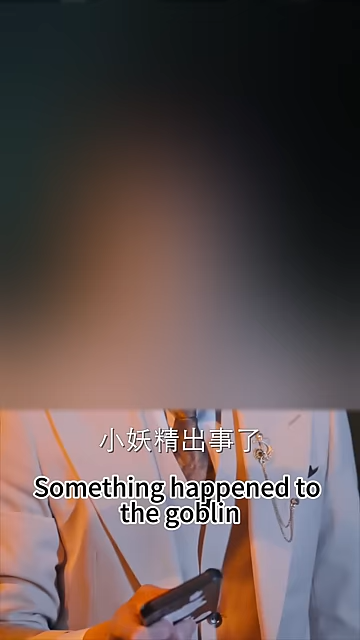 小妖精出事了
Something happened to
the goblin